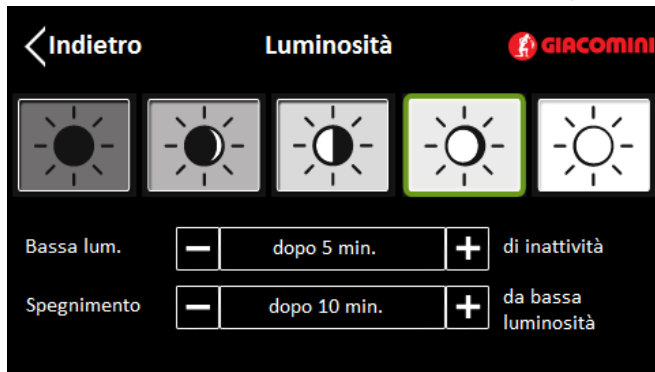 Indietro
Luminosità
GIACOMINI
Bassa lum.
dopo 5 min.
di inattività
Spegnimento
dopo 10 min.
da bassa
luminosità